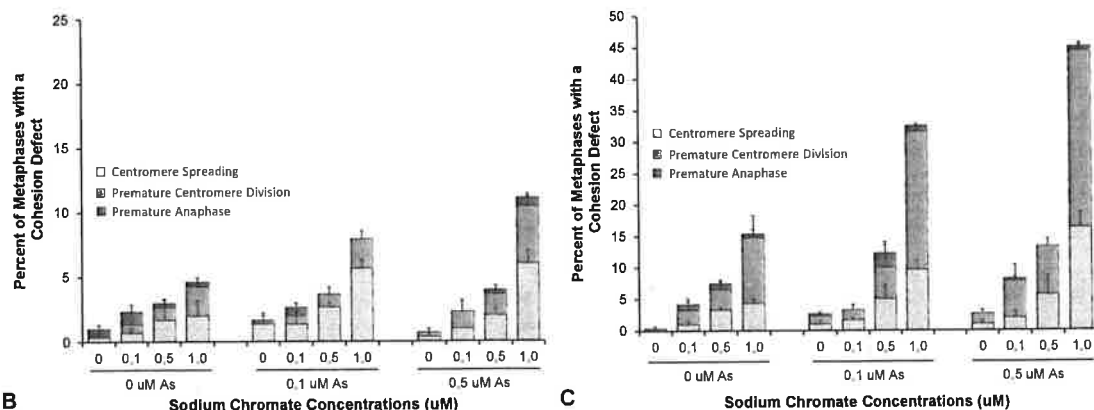 Percent of Metaphases with a
Cohesion Defect
25
20
15
10
5
0
Centromere Spreading
Premature Centromere Division
Premature Anaphase
0 0,1 0,5 1,0 0 0,1 0,5 1,0 0 0,1 0,5 1,0
0 uM As 0,1 uM As 0,5 uM As
Sodium Chromate Concentrations (uM)
B
Percent of Metaphases with a
Cohesion Defect
50
45
40
35
30
25
20
15
10
5
0
Centromere Spreading
Premature Centromere Division
Premature Anaphase
0 0,1 0,5 1,0 0 0,1 0,5 1,0 0 0,1 0,5 1,0
0 uM As 0,1 uM As 0,5 uM As
Sodium Chromate Concentrations (uM)
C